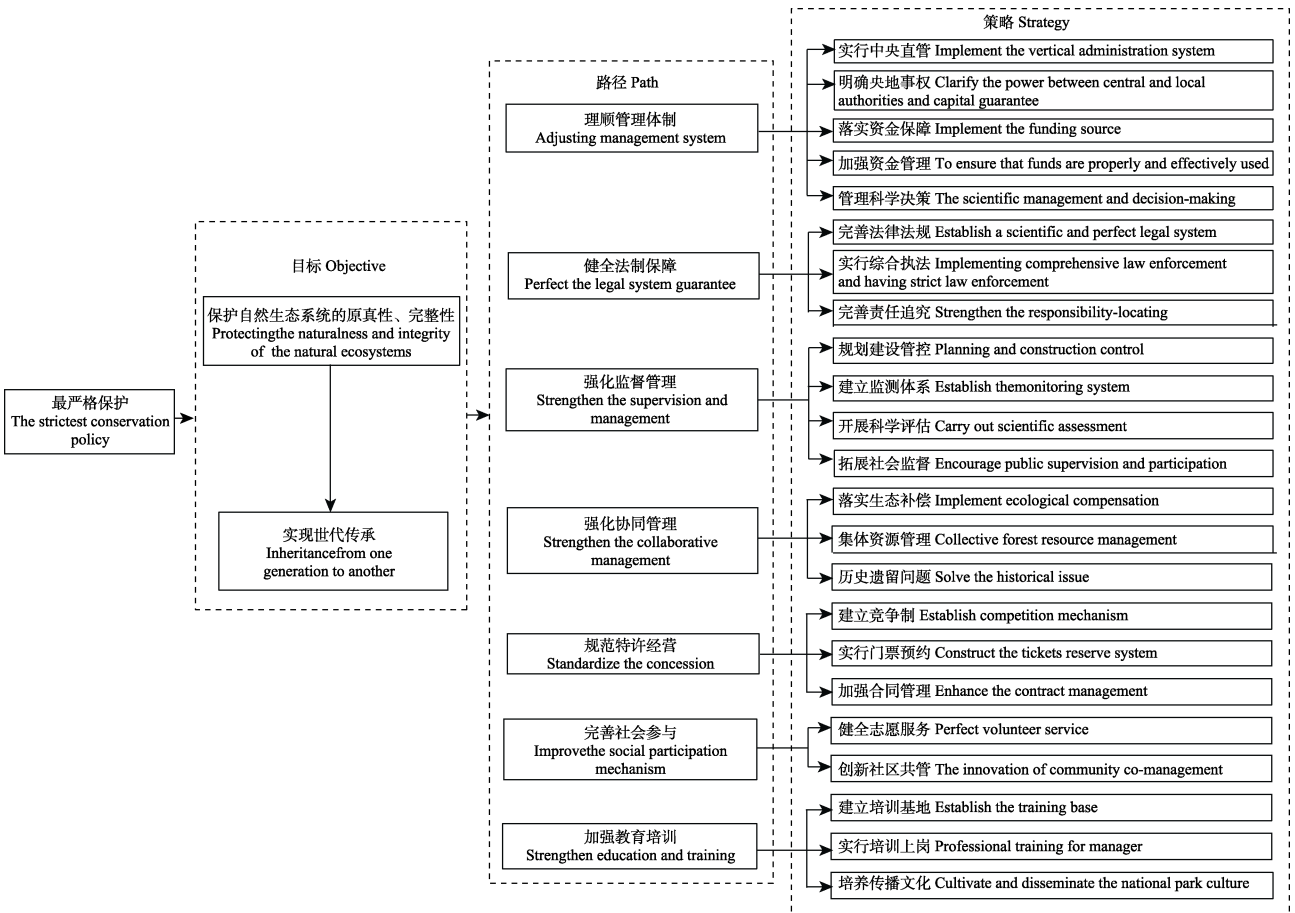 最严格保护
The strictest conservation
policy
目标 Objective
保护自然生态系统的原真性、完整性
Protectingthe naturalness and integrity
of the natural ecosystems
实现世代传承
Inheritancefrom one
generation to another
路径 Path
理顺管理体制
Adjusting management system
健全法制保障
Perfect the legal system guarantee
强化监督管理
Strengthen the supervision and
management
强化协同管理
Strengthen the collaborative
management
规范特许经营
Standardize the concession
完善社会参与
Improvethe social participation
mechanism
加强教育培训
Strengthen education and training
策略 Strategy
实行中央直管 Implement the vertical administration system
明确央地事权 Clarify the power between central and local
authorities and capital guarantee
落实资金保障 Implement the funding source
加强资金管理 To ensure that funds are properly and effectively used
管理科学决策 The scientific management and decision-making
完善法律法规 Establish a scientific and perfect legal system
实行综合执法 Implementing comprehensive law enforcement
and having strict law enforcement
完善责任追究 Strengthen the responsibility-locating
规划建设管控 Planning and construction control
建立监测体系 Establish themonitoring system
开展科学评估 Carry out scientific assessment
拓展社会监督 Encourage public supervision and participation
落实生态补偿 Implement ecological compensation
集体资源管理 Collective forest resource management
历史遗留问题 Solve the historical issue
建立竞争制 Establish competition mechanism
实行门票预约 Construct the tickets reserve system
加强合同管理 Enhance the contract management
健全志愿服务 Perfect volunteer service
创新社区共管 The innovation of community co-management
建立培训基地 Establish the training base
实行培训上岗 Professional training for manager
培养传播文化 Cultivate and disseminate the national park culture